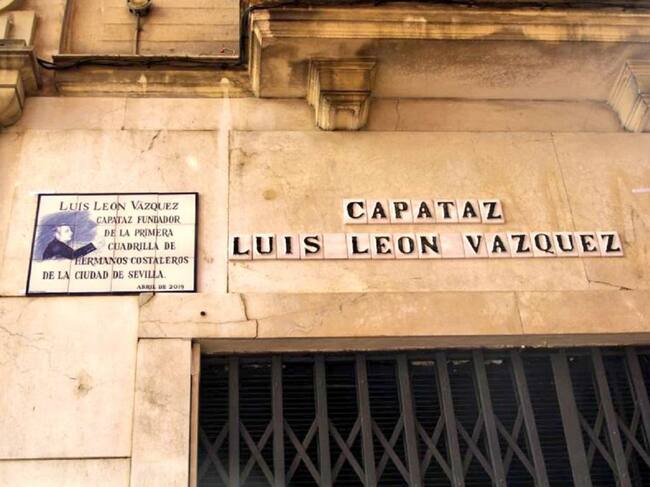 LUIS LEON VAZQUEZ
CAPATAZ FUNDADOR
DE LA PRIMERA
CUADRILLA DE
HERMANOS COSTALEROS
DE LA CIUDAD DE SEVILLA.
ABRIL DE 2019
CAPATAZ
LUIS LEON VAZQUEZ